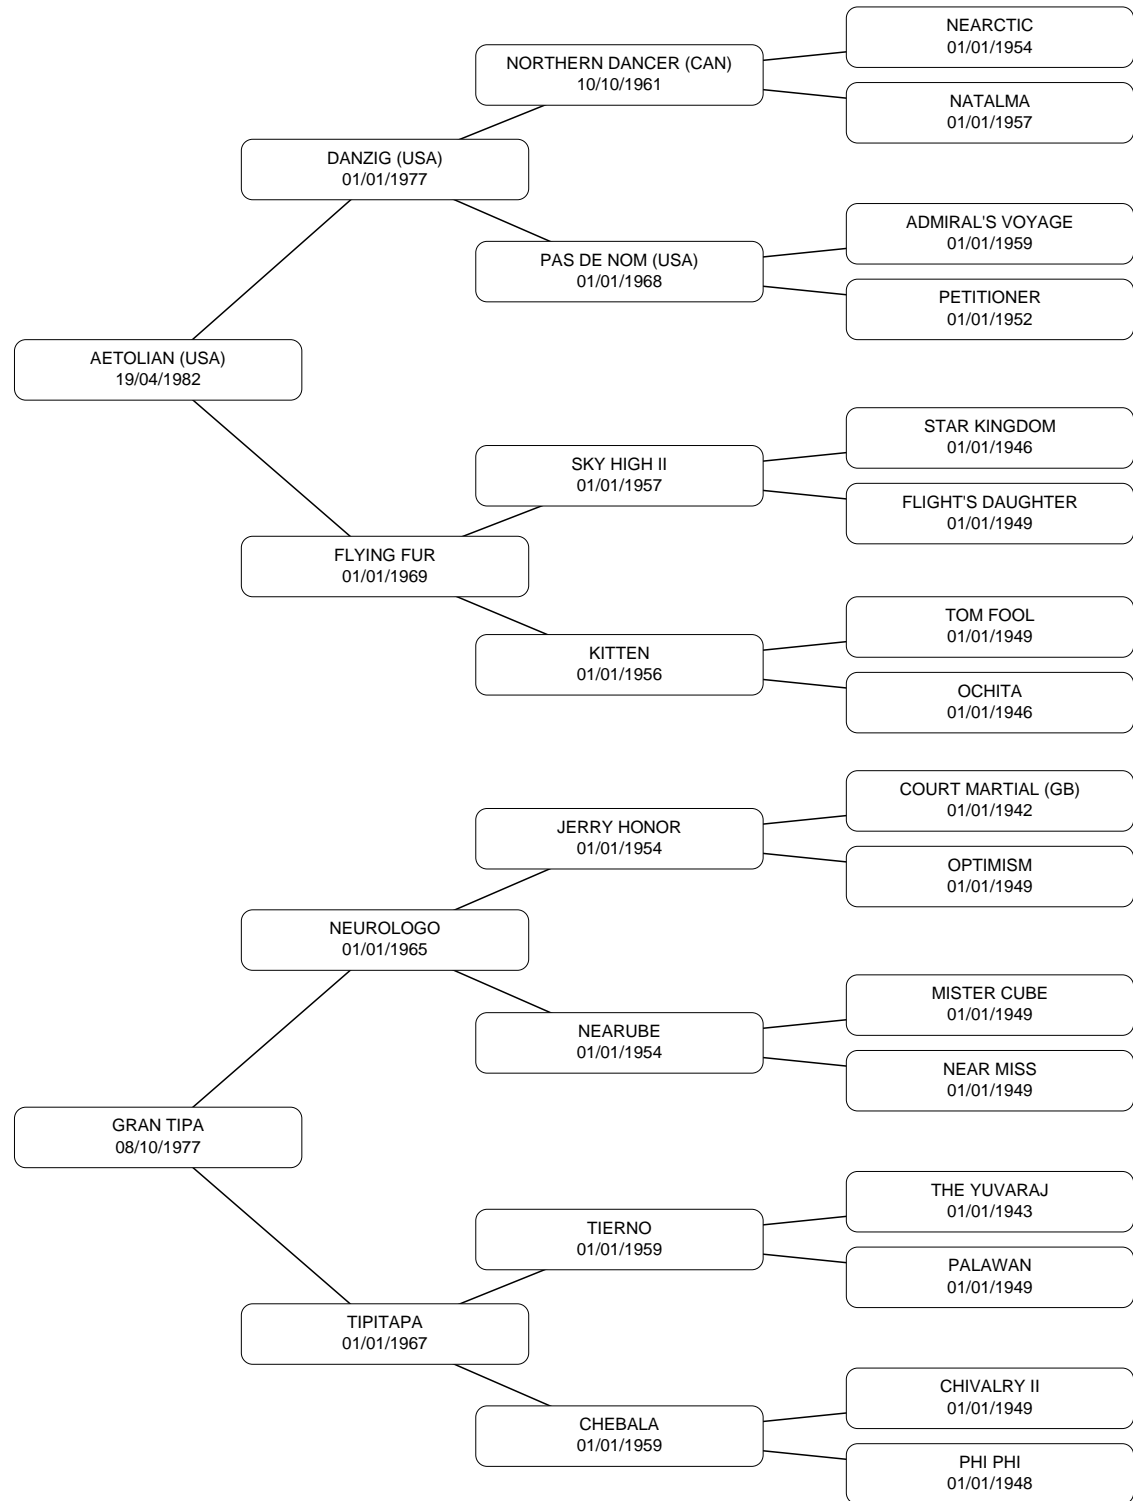 NEARCTIC
01/01/1954
NORTHERN DANCER (CAN)
10/10/1961
NATALMA
01/01/1957
DANZIG (USA)
01/01/1977
ADMIRAL'S VOYAGE
01/01/1959
PAS DE NOM (USA)
01/01/1968
PETITIONER
01/01/1952
AETOLIAN (USA)
19/04/1982
STAR KINGDOM
01/01/1946
SKY HIGH II
01/01/1957
FLIGHT'S DAUGHTER
01/01/1949
FLYING FUR
01/01/1969
TOM FOOL
01/01/1949
KITTEN
01/01/1956
OCHITA
01/01/1946
COURT MARTIAL (GB)
01/01/1942
JERRY HONOR
01/01/1954
OPTIMISM
01/01/1949
NEUROLOGO
01/01/1965
MISTER CUBE
01/01/1949
NEARUBE
01/01/1954
NEAR MISS
01/01/1949
GRAN TIPA
08/10/1977
THE YUVARAJ
01/01/1943
TIERNO
01/01/1959
PALAWAN
01/01/1949
TIPITAPA
01/01/1967
CHIVALRY II
01/01/1949
CHEBALA
01/01/1959
PHI PHI
01/01/1948